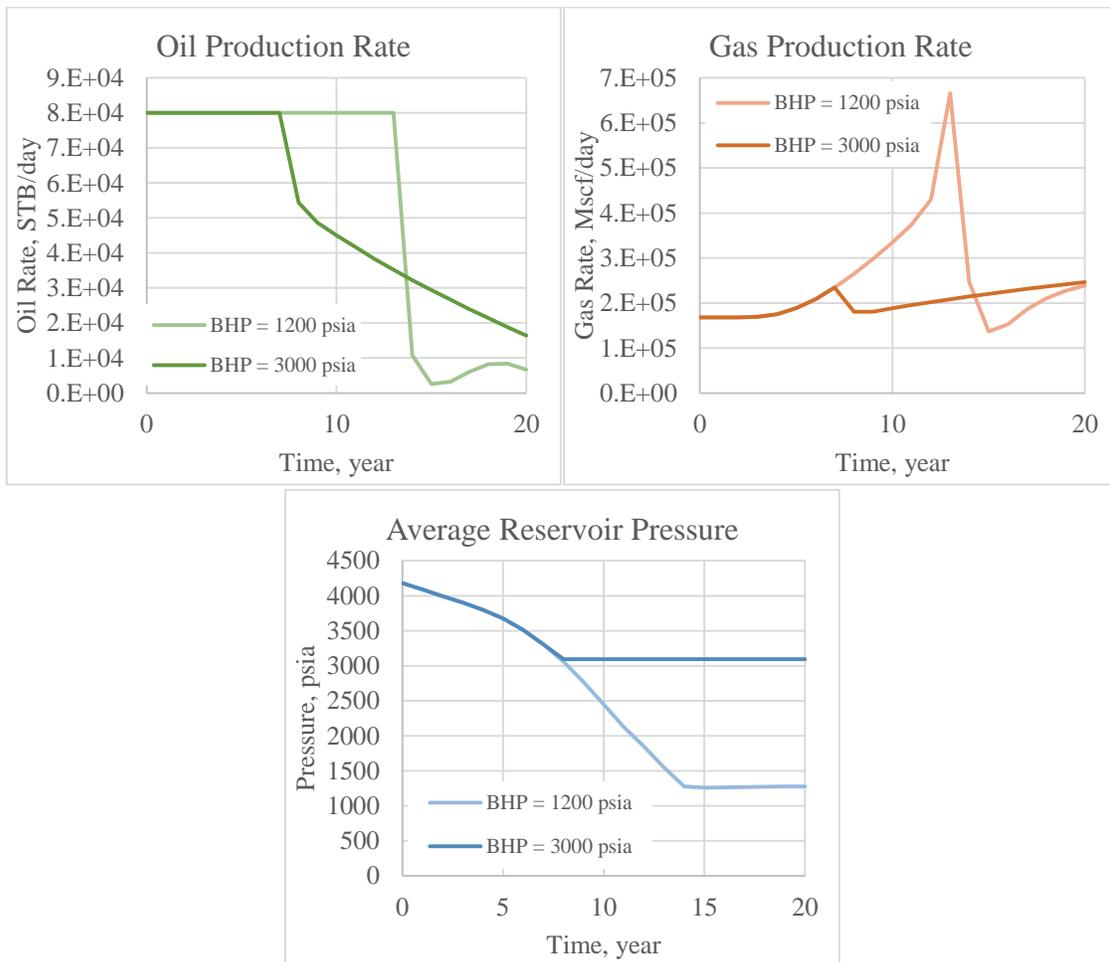 Oil Production Rate
9.E+04
8.E+04
7.E+04
6.E+04
5.E+04
4.E+04
3.E+04
2.E+04
1.E+04
0.E+00
Oil Rate, STB/day
BHP = 1200 psia
BHP = 3000 psia
0 10 20
Time, year
Gas Production Rate
7.E+05
6.E+05
5.E+05
4.E+05
3.E+05
2.E+05
1.E+05
0.E+00
Gas Rate, Mscf/day
BHP = 1200 psia
BHP = 3000 psia
0 10 20
Time, year
Average Reservoir Pressure
4500
4000
3500
3000
2500
2000
1500
1000
500
0
Pressure, psia
BHP = 1200 psia
BHP = 3000 psia
0 5 10 15 20
Time, year